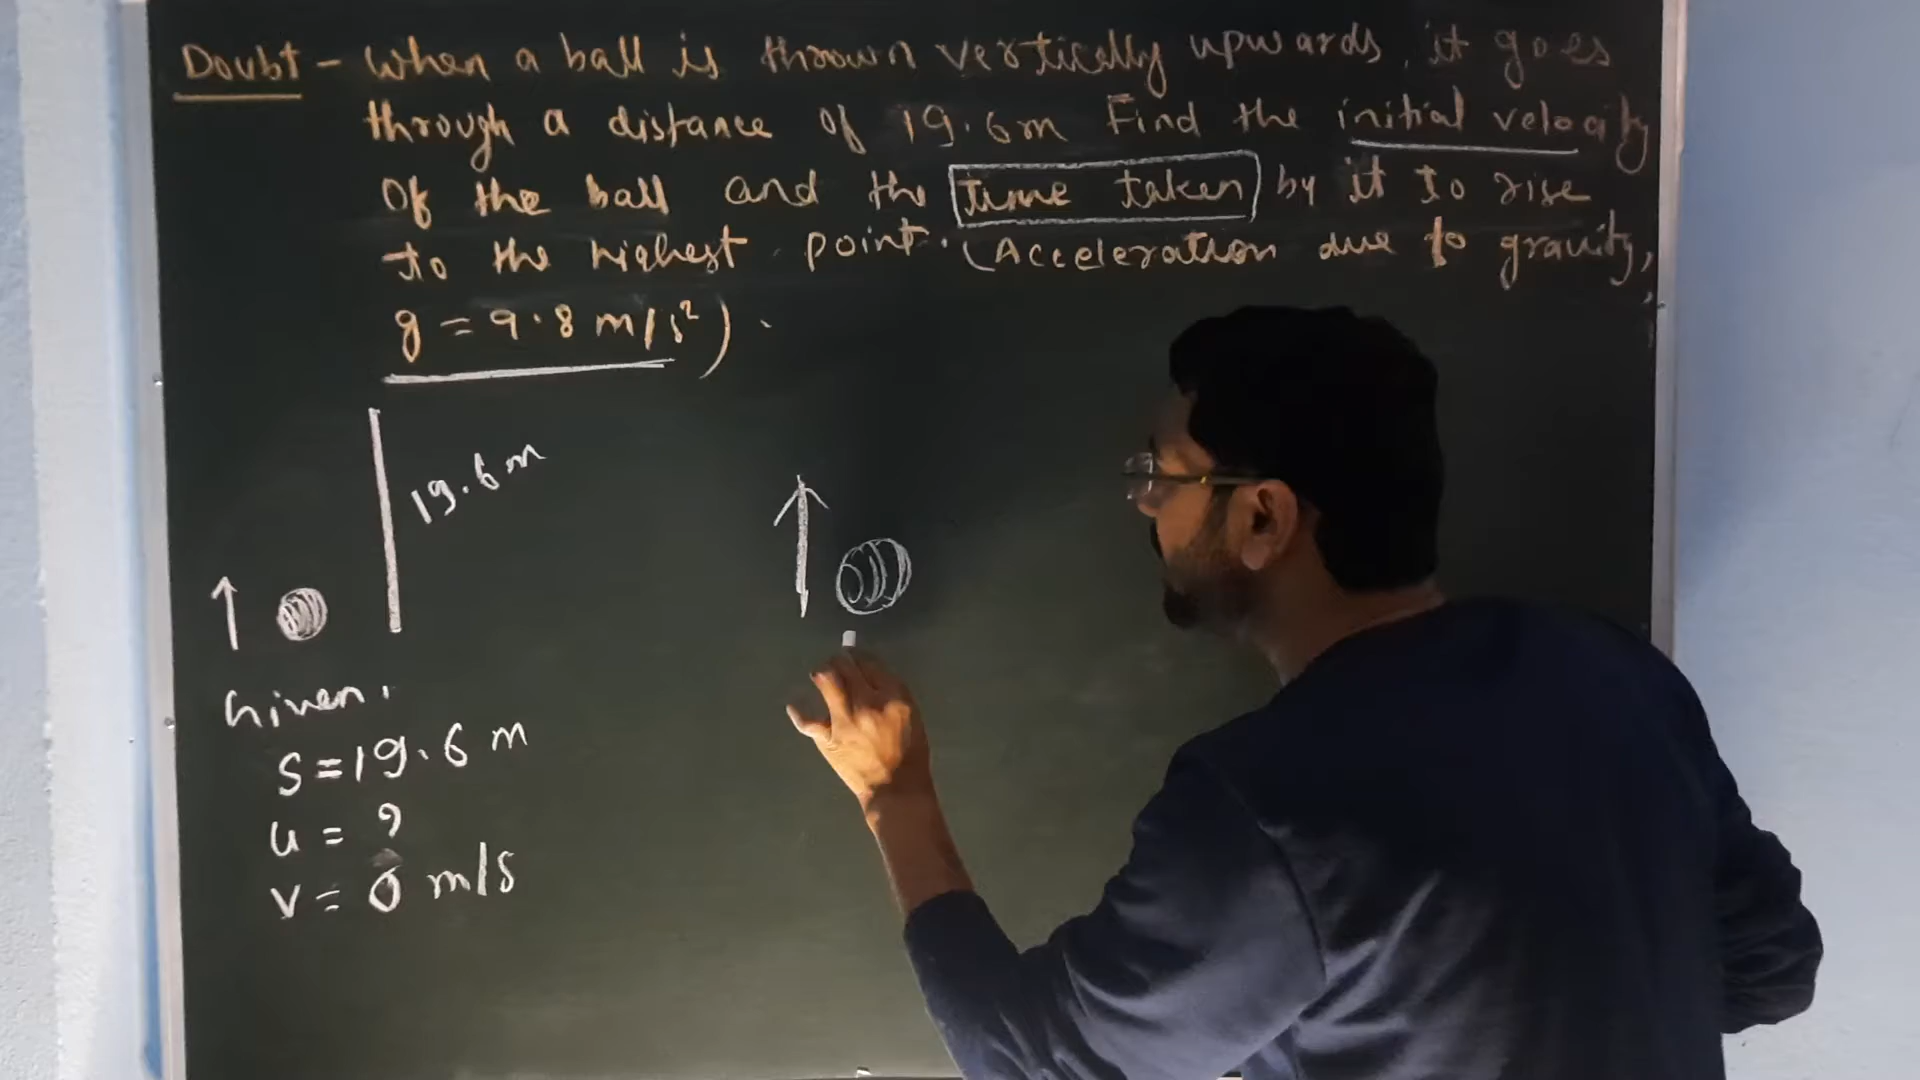 Doubt - When a ball is thrown vertically upwards, it goes
through a distance of 19.6m Find the initial velocity
Of the ball and the time taken by it to rise
to the highest point. (Acceleration due to gravity,
g = 9.8 m/s²).
19.6 m
Given,
S = 19.6 m
u = ?
v = 0 m/s